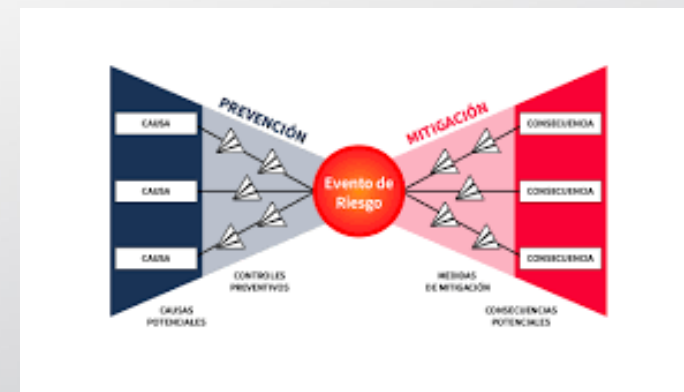 PREVENCIÓN
MITIGACIÓN
CAUSA
CONSECUENCIA
CAUSA
Evento de
Riesgo
CONSECUENCIA
CAUSA
CONSECUENCIA
CONTROLES
PREVENTIVOS
MEDIDAS
DE MITIGACIÓN
CAUSAS
POTENCIALES
CONSECUENCIAS
POTENCIALES